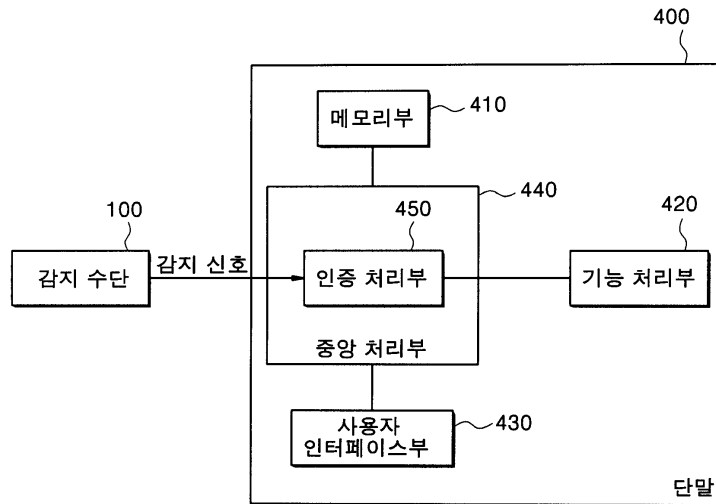 400
메모리부
410
440
100
450
420
감지 수단
감지 신호
인증 처리부
기능 처리부
중앙 처리부
사용자
인터페이스부
430
단말